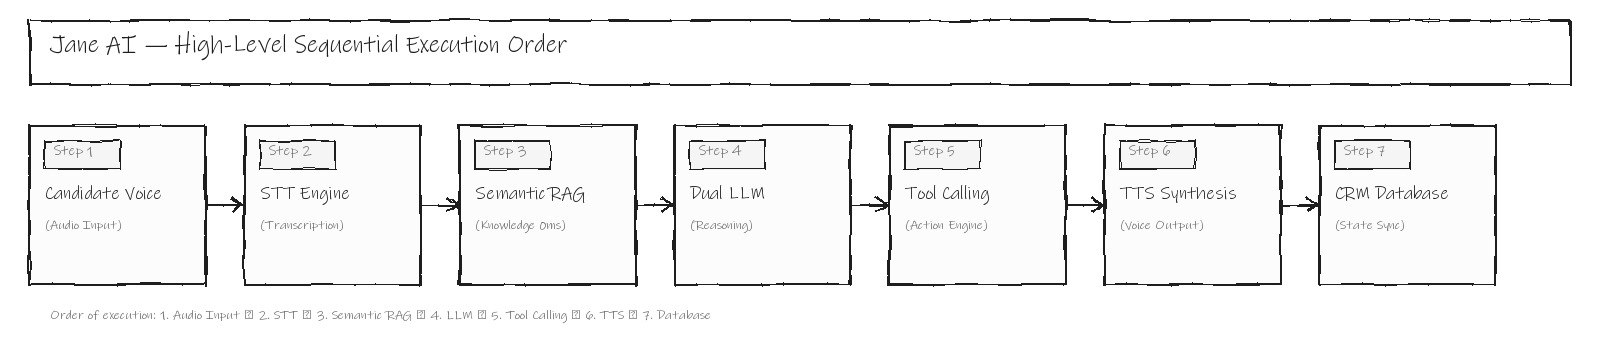 Jane AI — High-Level Sequential Execution Order
Step 1
Candidate Voice
(Audio Input)
Step 2
STT Engine
(Transcription)
Step 3
Semantic RAG
(Knowledge 0ms)
Step 4
Dual LLM
(Reasoning)
Step 5
Tool Calling
(Action Engine)
Step 6
TTS Synthesis
(Voice Output)
Step 7
CRM Database
(State Sync)
Order of execution: 1. Audio Input 2. STT 3. Semantic RAG 4. LLM 5. Tool Calling 6. TTS 7. Database